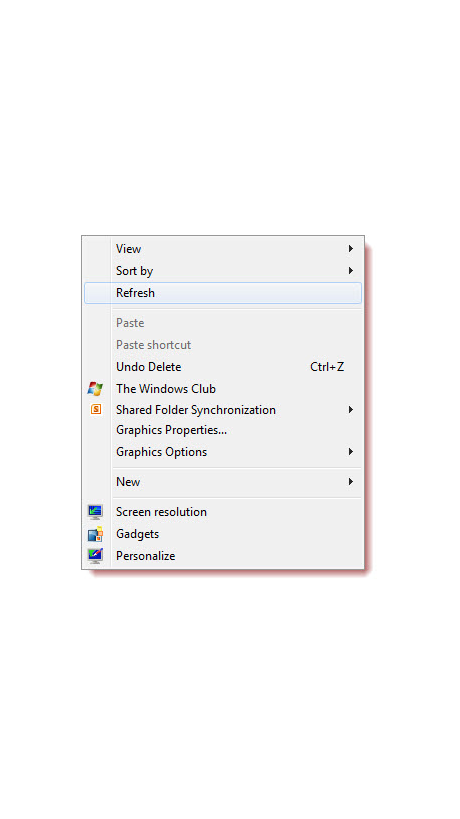 View
Sort by
Refresh
Paste
Paste shortcut
Undo Delete Ctrl+Z
The Windows Club
Shared Folder Synchronization
Graphics Properties...
Graphics Options
New
Screen resolution
Gadgets
Personalize